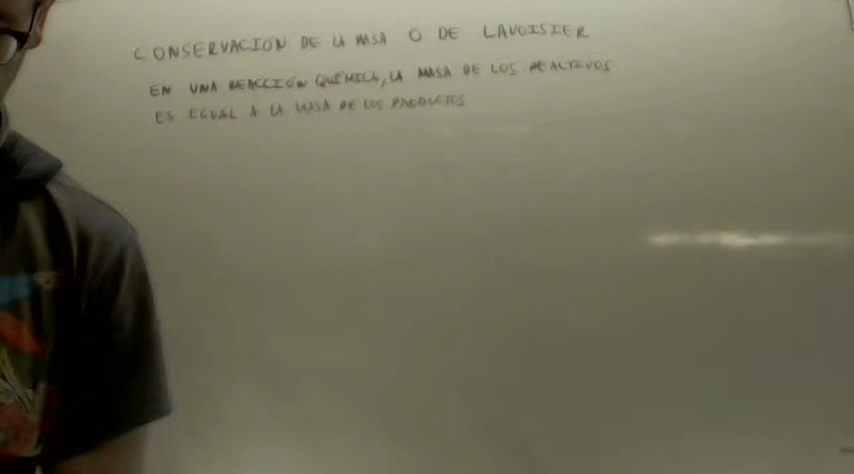 CONSERVACIÓN DE LA MASA O DE LAVOISIER
EN UNA REACCIÓN QUÍMICA, LA MASA DE LOS REACTIVOS
ES IGUAL A LA MASA DE LOS PRODUCTOS